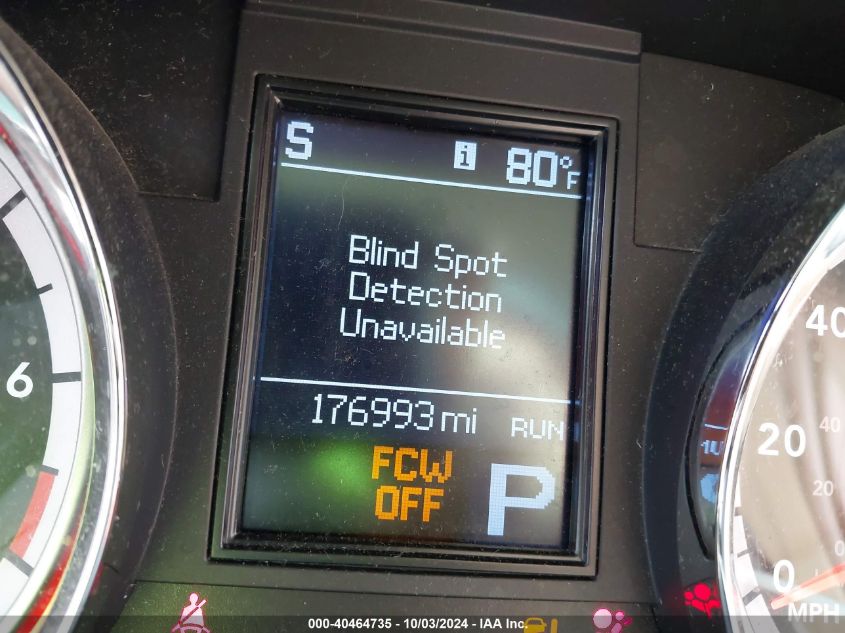 S i 80°F
Blind Spot
Detection
Unavailable
176993 mi RUN
FCW
OFF
P
6
40
20
0
MPH
40
20
0
000-40464735 - 10/03/2024 - IAA Inc.